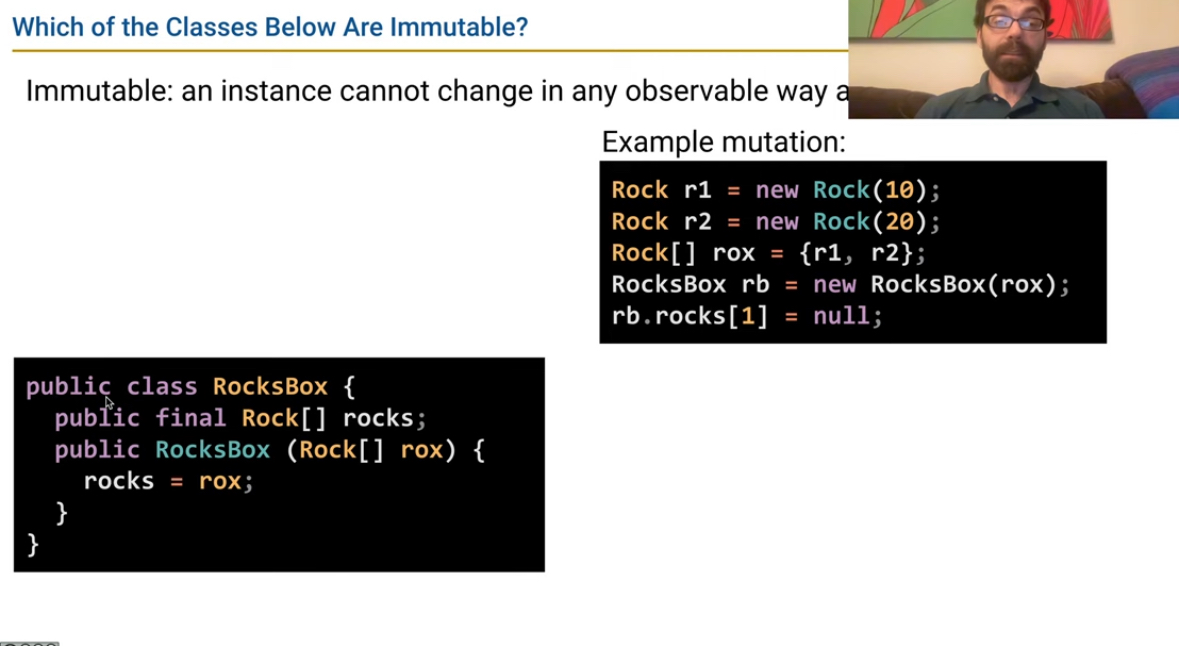 Which of the Classes Below Are Immutable?
Immutable: an instance cannot change in any observable way a
Example mutation:
Rock r1 = new Rock(10);
Rock r2 = new Rock(20);
Rock[] rox = {r1, r2};
RocksBox rb = new RocksBox(rox);
rb.rocks[1] = null;
public class RocksBox {
public final Rock[] rocks;
public RocksBox (Rock[] rox) {
rocks = rox;
}
}